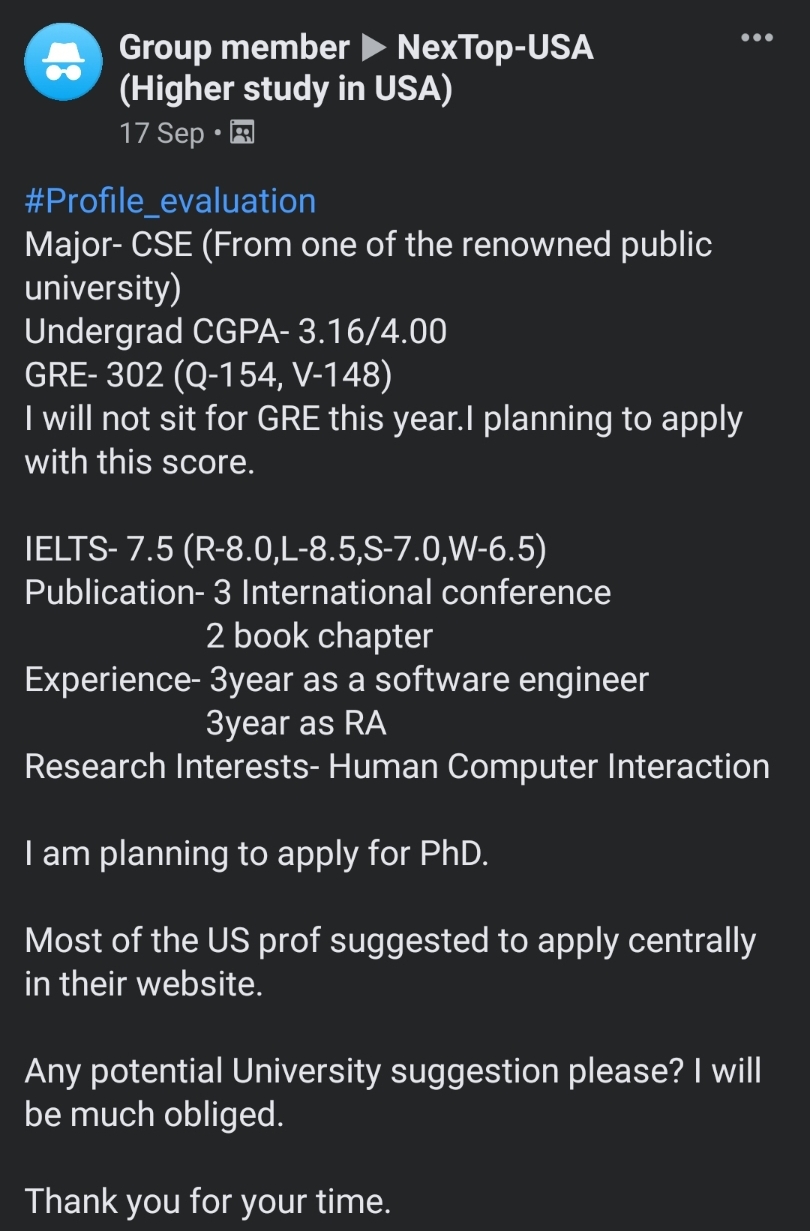 Group member ▶ NexTop-USA
(Higher study in USA)
17 Sep •
#Profile_evaluation
Major- CSE (From one of the renowned public
university)
Undergrad CGPA- 3.16/4.00
GRE- 302 (Q-154, V-148)
I will not sit for GRE this year.I planning to apply
with this score.
IELTS- 7.5 (R-8.0,L-8.5,S-7.0,W-6.5)
Publication- 3 International conference
2 book chapter
Experience- 3year as a software engineer
3year as RA
Research Interests- Human Computer Interaction
I am planning to apply for PhD.
Most of the US prof suggested to apply centrally
in their website.
Any potential University suggestion please? I will
be much obliged.
Thank you for your time.